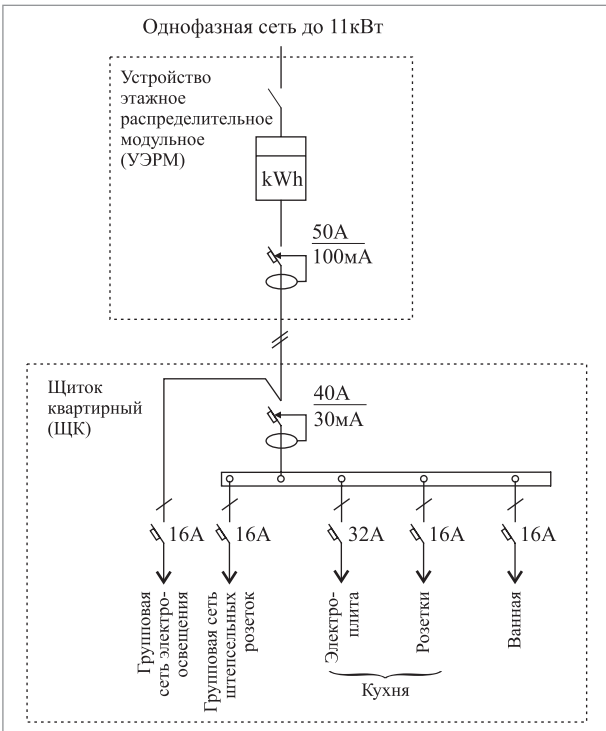 Однофазная сеть до 11кВт
Устройство
этажное
распределительное
модульное
(УЭРМ)
kWh
50А
100мА
Щиток
квартирный
(ЩК)
40А
30мА
16А
16А
32А
16А
16А
Групповая
сеть электро-
освещения
Групповая сеть
штепсельных
розеток
Электро-
плита
Розетки
Ванная
Кухня